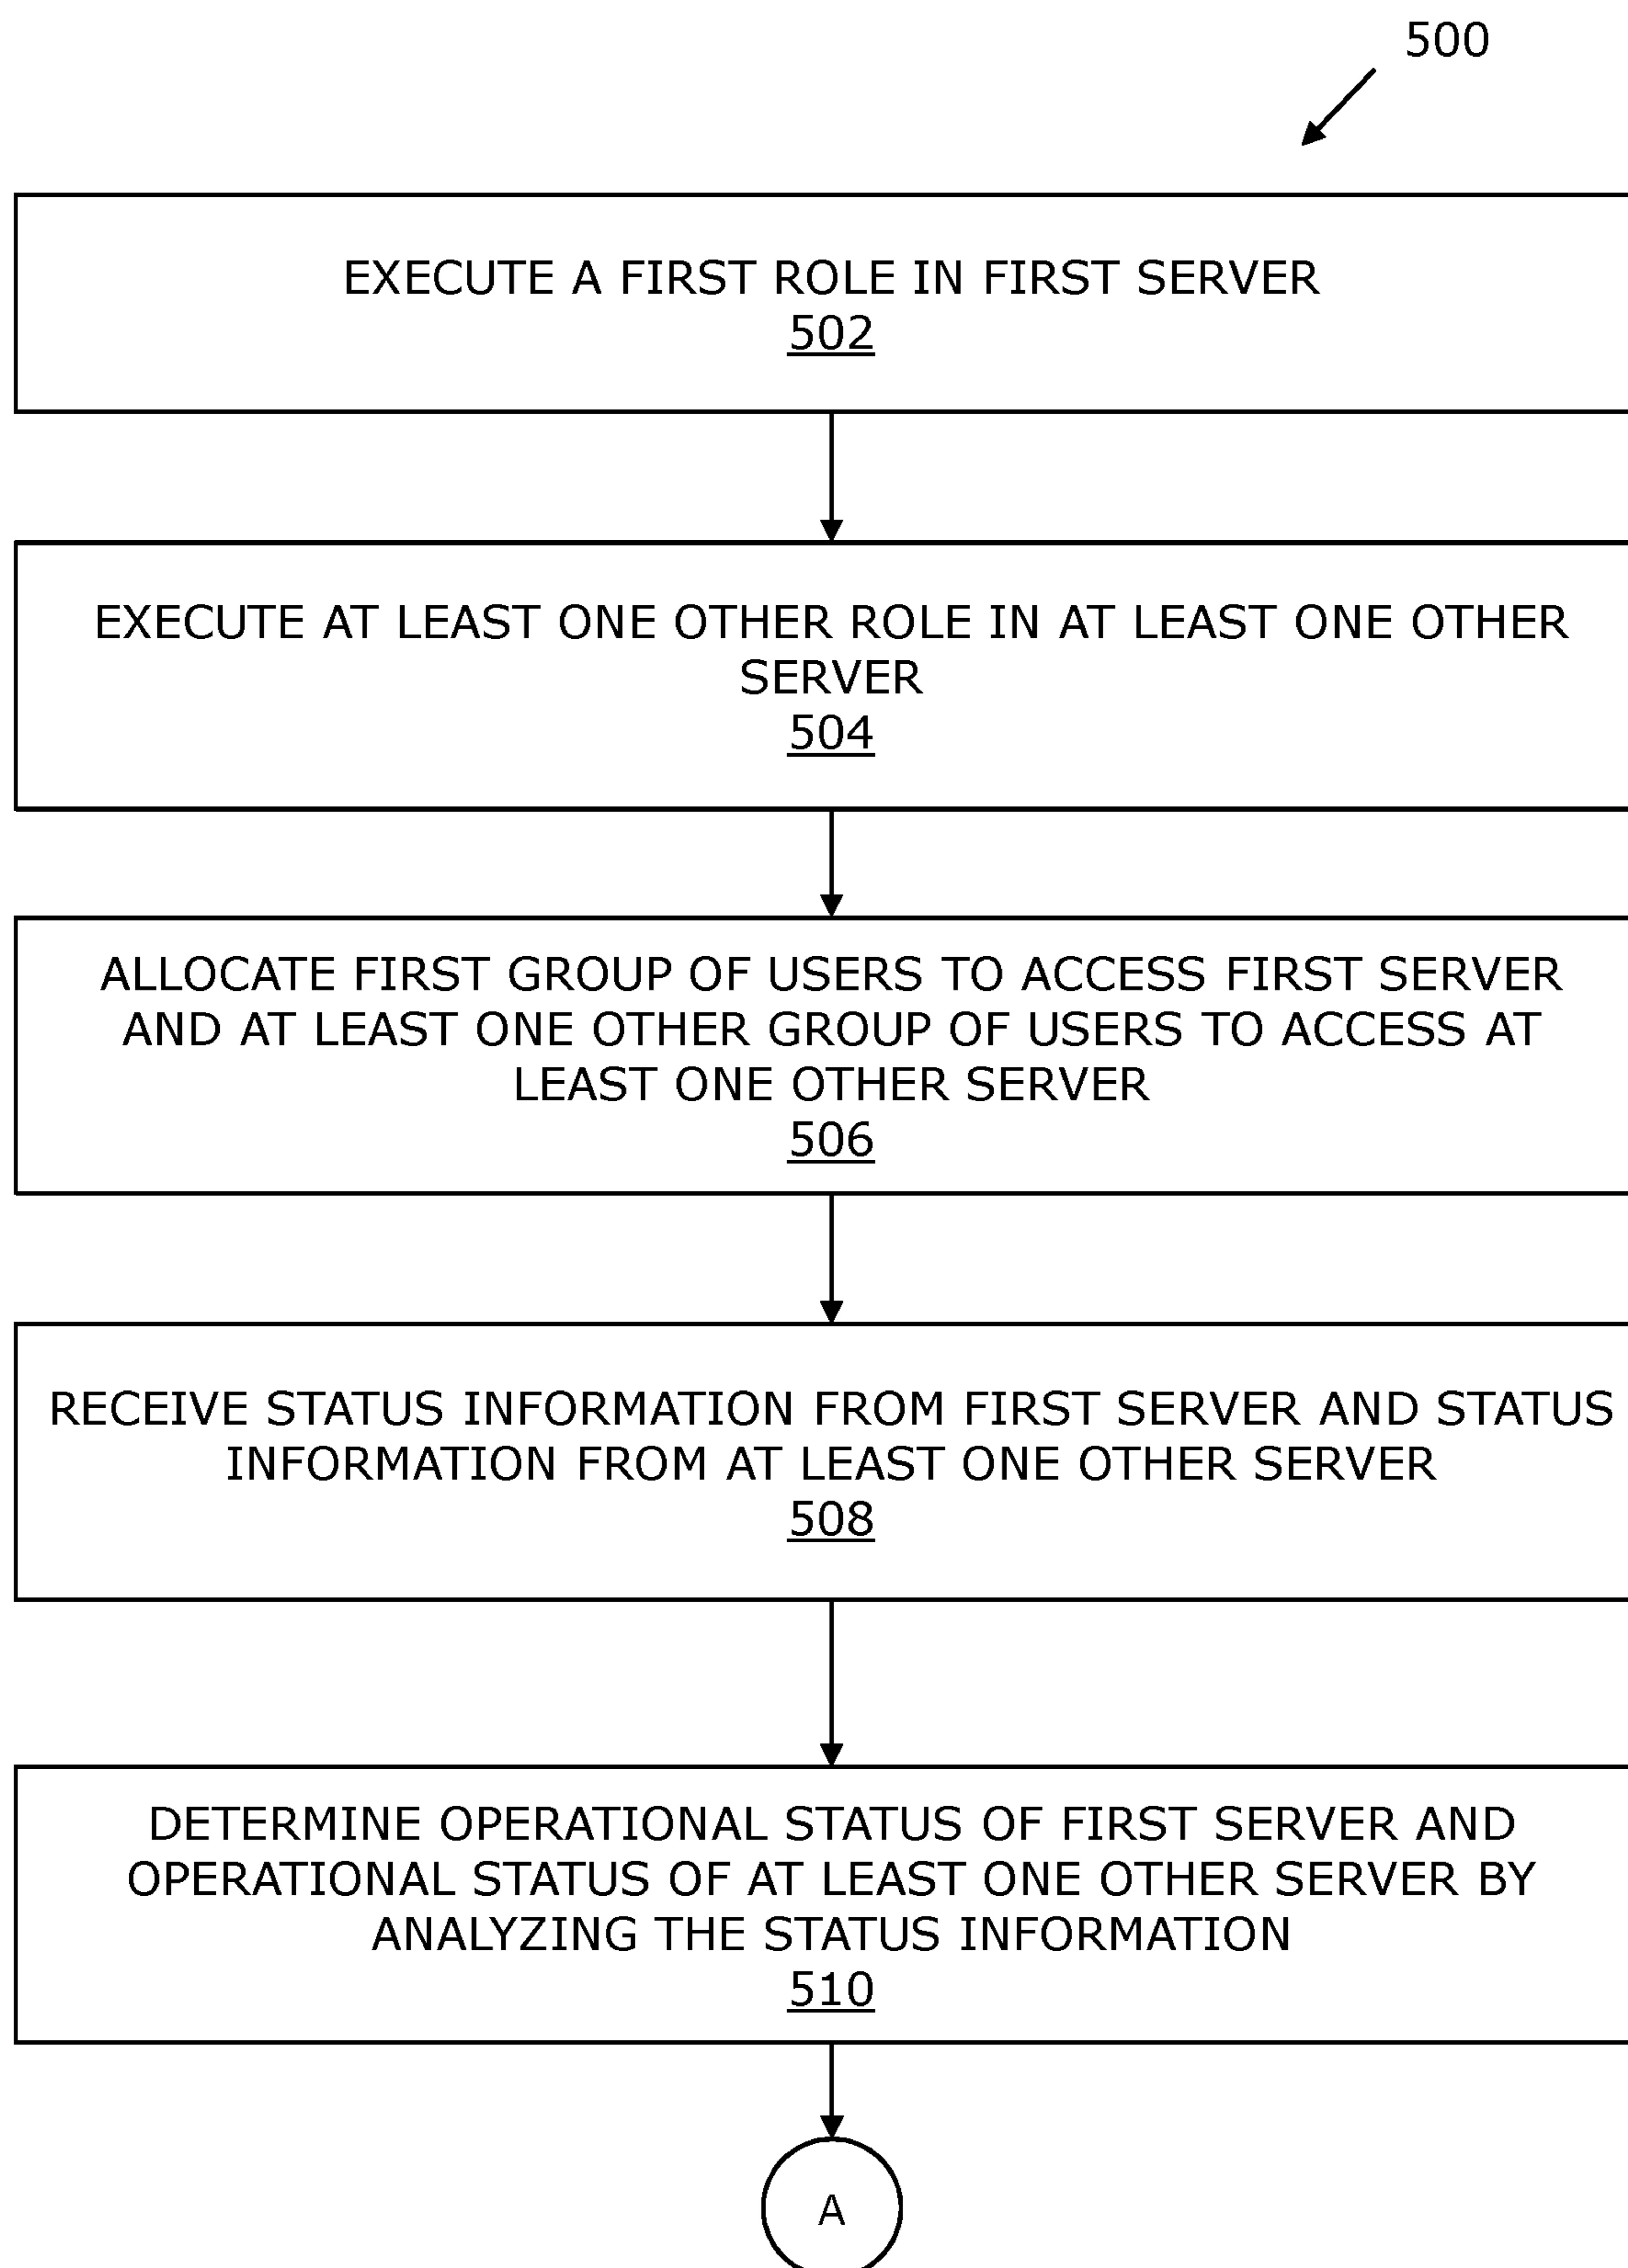 500
EXECUTE A FIRST ROLE IN FIRST SERVER
502
EXECUTE AT LEAST ONE OTHER ROLE IN AT LEAST ONE OTHER
SERVER
504
ALLOCATE FIRST GROUP OF USERS TO ACCESS FIRST SERVER
AND AT LEAST ONE OTHER GROUP OF USERS TO ACCESS AT
LEAST ONE OTHER SERVER
506
RECEIVE STATUS INFORMATION FROM FIRST SERVER AND STATUS
INFORMATION FROM AT LEAST ONE OTHER SERVER
508
DETERMINE OPERATIONAL STATUS OF FIRST SERVER AND
OPERATIONAL STATUS OF AT LEAST ONE OTHER SERVER BY
ANALYZING THE STATUS INFORMATION
510
A